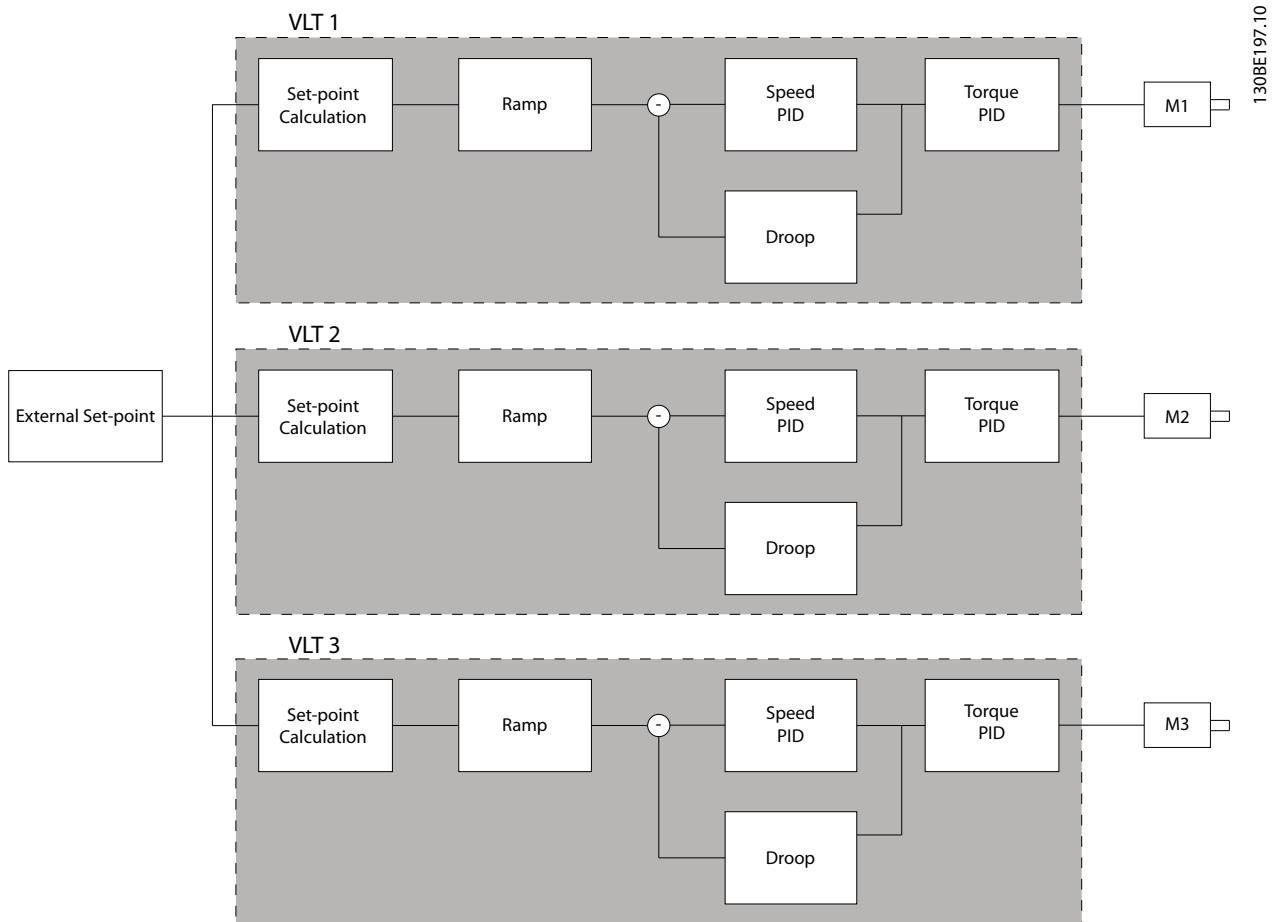 130BE197.10
VLT 1
Set-point
Calculation
Ramp
-
Speed
PID
Torque
PID
M1
Droop
VLT 2
External Set-point
Set-point
Calculation
Ramp
-
Speed
PID
Torque
PID
M2
Droop
VLT 3
Set-point
Calculation
Ramp
-
Speed
PID
Torque
PID
M3
Droop